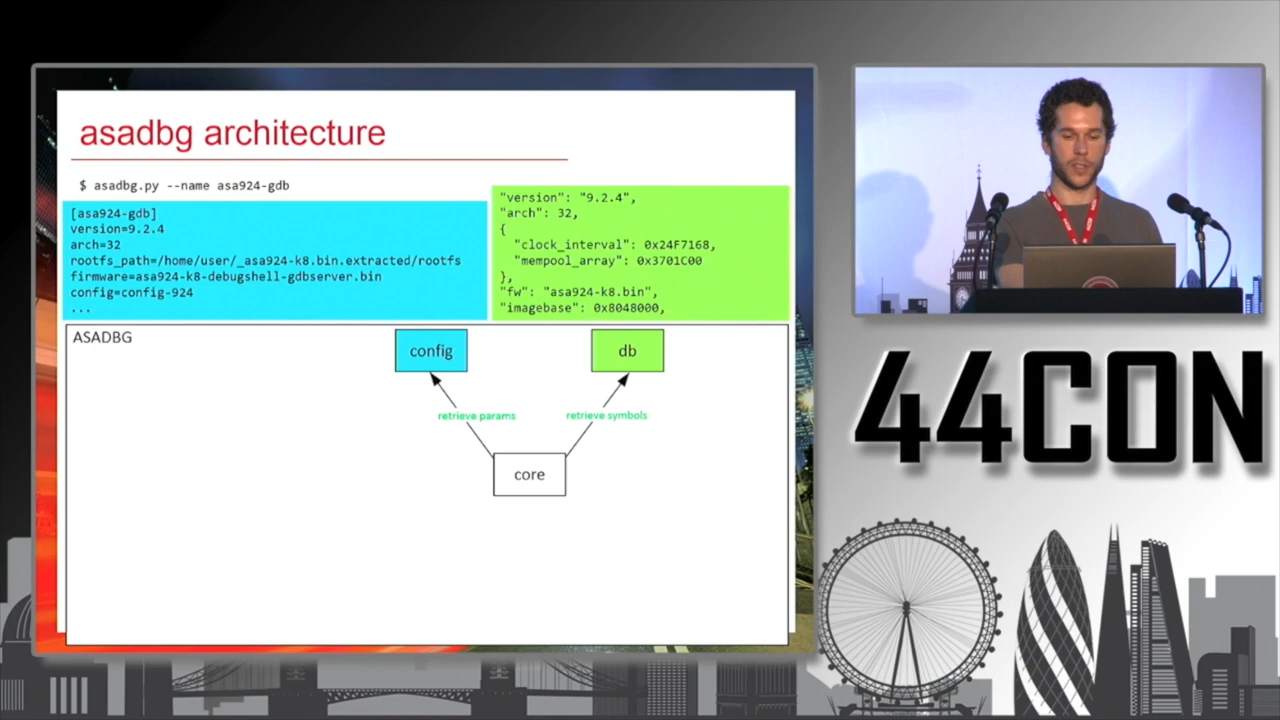 asadbg architecture
$ asadbg.py --name asa924-gdb
[asa924-gdb]
version=9.2.4
arch=32
rootfs_path=/home/user/_asa924-k8.bin.extracted/rootfs
firmware=asa924-k8-debugshell-gdbserver.bin
config=config-924
...
"version": "9.2.4",
"arch": 32,
{
"clock_interval": 0x24F7168,
"mempool_array": 0x3701C00
},
"fw": "asa924-k8.bin",
"imagebase": 0x8048000,
ASADBG
config
db
retrieve params
retrieve symbols
core
44CON